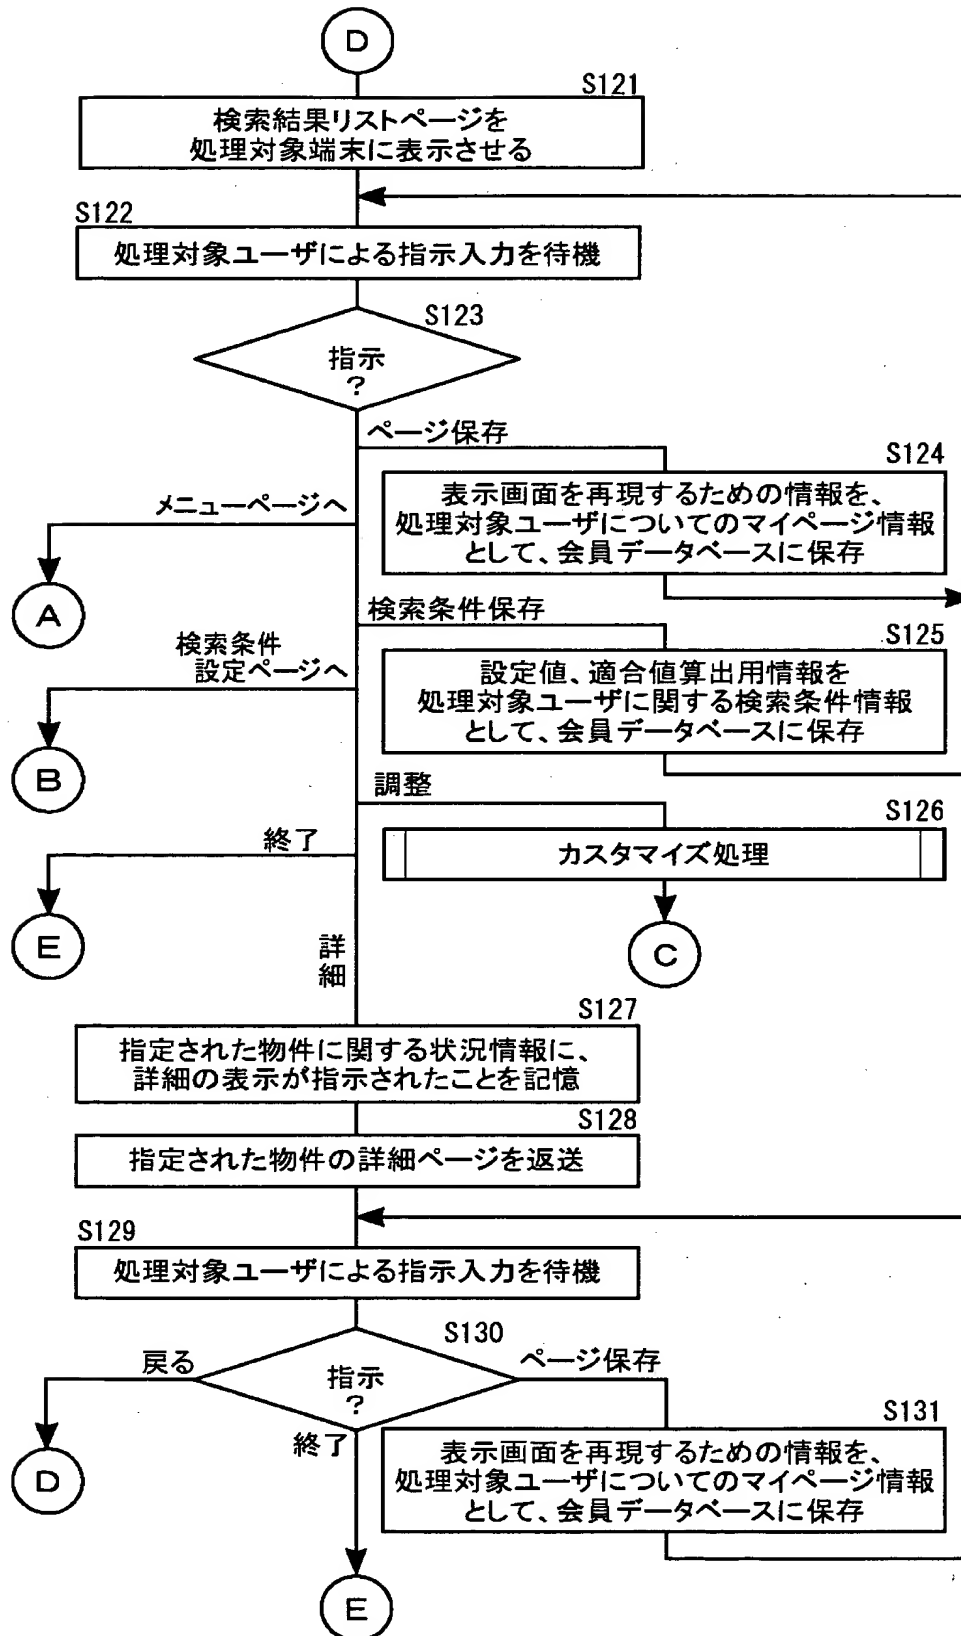 D
S121
検索結果リストページを
処理対象端末に表示させる
S122
処理対象ユーザによる指示入力を待機
S123
指示
?
ページ保存
S124
表示画面を再現するための情報を、
処理対象ユーザについてのマイページ情報
として、会員データベースに保存
メニューページへ
A
検索条件保存
S125
設定値、適合値算出用情報を
処理対象ユーザに関する検索条件情報
として、会員データベースに保存
検索条件
設定ページへ
B
調整
S126
カスタマイズ処理
C
終了
E
詳
細
S127
指定された物件に関する状況情報に、
詳細の表示が指示されたことを記憶
S128
指定された物件の詳細ページを返送
S129
処理対象ユーザによる指示入力を待機
S130
指示
?
戻る
D
ページ保存
S131
表示画面を再現するための情報を、
処理対象ユーザについてのマイページ情報
として、会員データベースに保存
終了
E